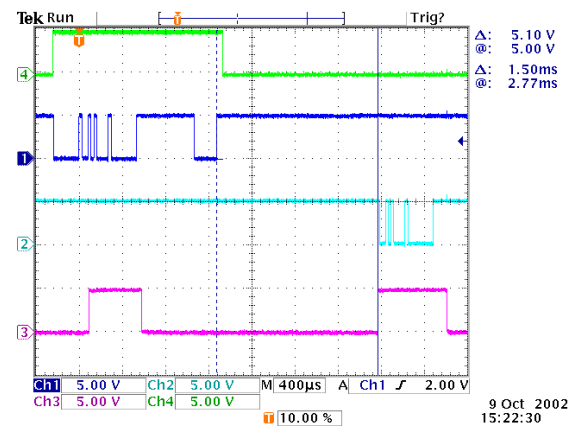 Tek Run Trig?
T
T
Δ: 5.10 V
@: 5.00 V
Δ: 1.50ms
@: 2.77ms
4
1
2
3
Ch1 5.00 V Ch2 5.00 V M 400µs A Ch1 ʃ 2.00 V
Ch3 5.00 V Ch4 5.00 V
T 10.00 %
9 Oct 2002
15:22:30